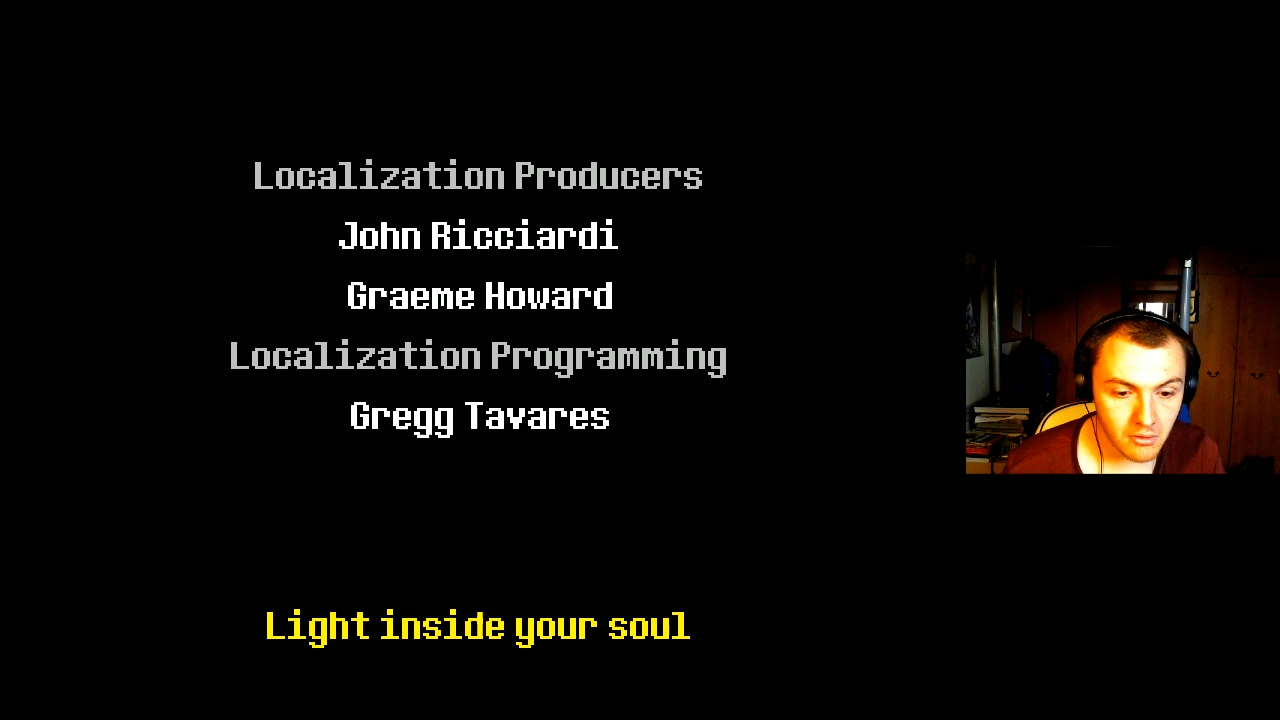 Localization Producers
John Ricciardi
Graeme Howard
Localization Programming
Gregg Tavares
Light inside your soul